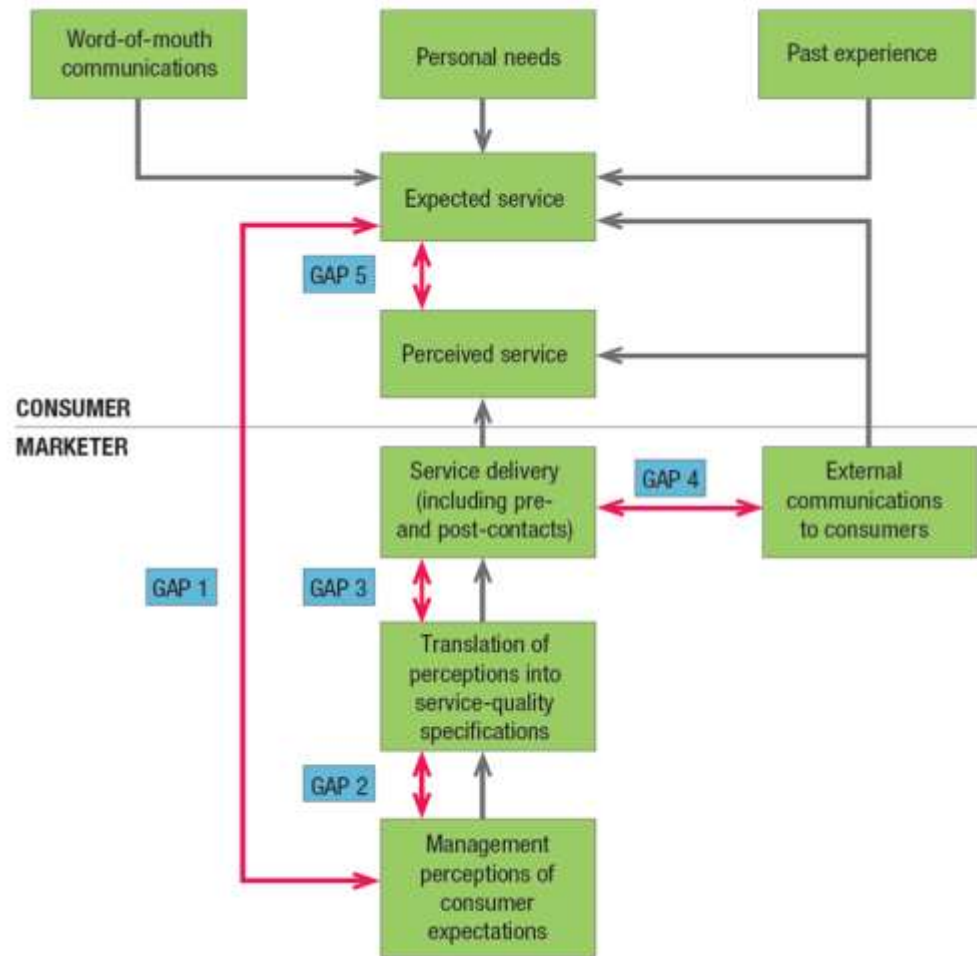 Word-of-mouth
communications
Personal needs
Past experience
Expected service
GAP 5
Perceived service
CONSUMER
MARKETER
Service delivery
(including pre-
and post-contacts)
GAP 4
External
communications
to consumers
GAP 1
GAP 3
Translation of
perceptions into
service-quality
specifications
GAP 2
Management
perceptions of
consumer
expectations